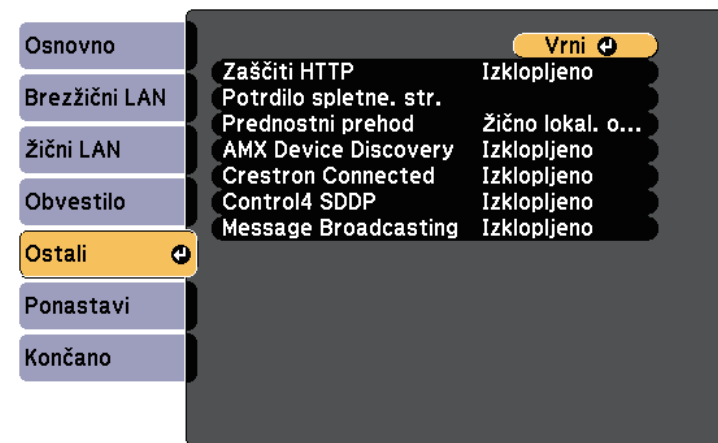 Osnovno
Brezžični LAN
Žični LAN
Obvestilo
Ostali
Ponastavi
Končano
Vrni
Zaščiti HTTP Izklopljeno
Potrdilo spletne. str.
Prednostni prehod Žično lokal. o...
AMX Device Discovery Izklopljeno
Crestron Connected Izklopljeno
Control4 SDDP Izklopljeno
Message Broadcasting Izklopljeno